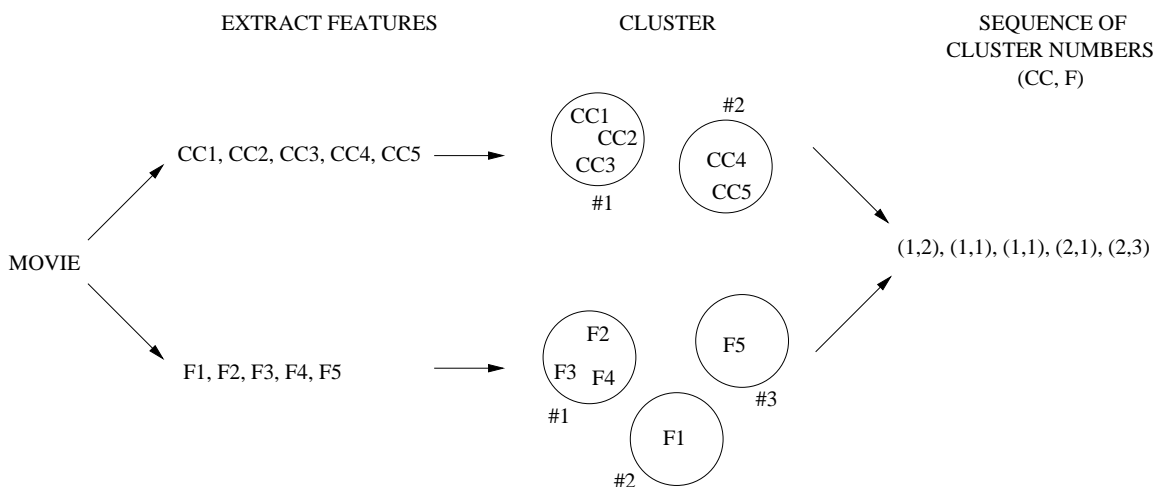 EXTRACT FEATURES
CLUSTER
SEQUENCE OF
CLUSTER NUMBERS
(CC, F)
#2
CC1
CC2
CC3
#1
CC4
CC5
CC1, CC2, CC3, CC4, CC5
MOVIE
(1,2), (1,1), (1,1), (2,1), (2,3)
F1, F2, F3, F4, F5
F2
F3
F4
#1
F5
#3
F1
#2